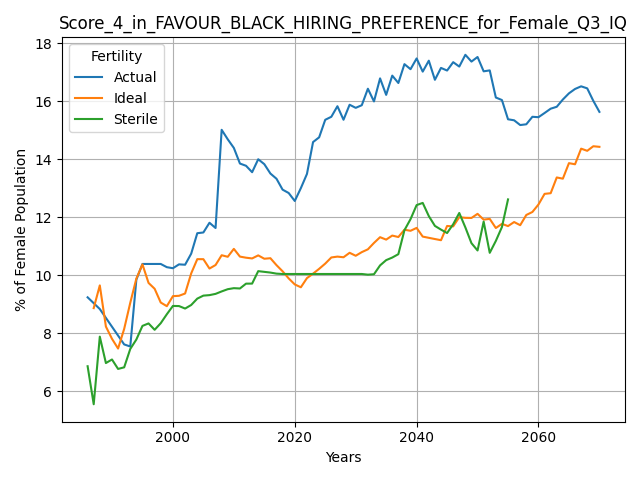 Score_4_in_FAVOUR_BLACK_HIRING_PREFERENCE_for_Female_Q3_IQ
Fertility
Actual
Ideal
Sterile
% of Female Population
18
16
14
12
10
8
6
2000 2020 2040 2060
Years